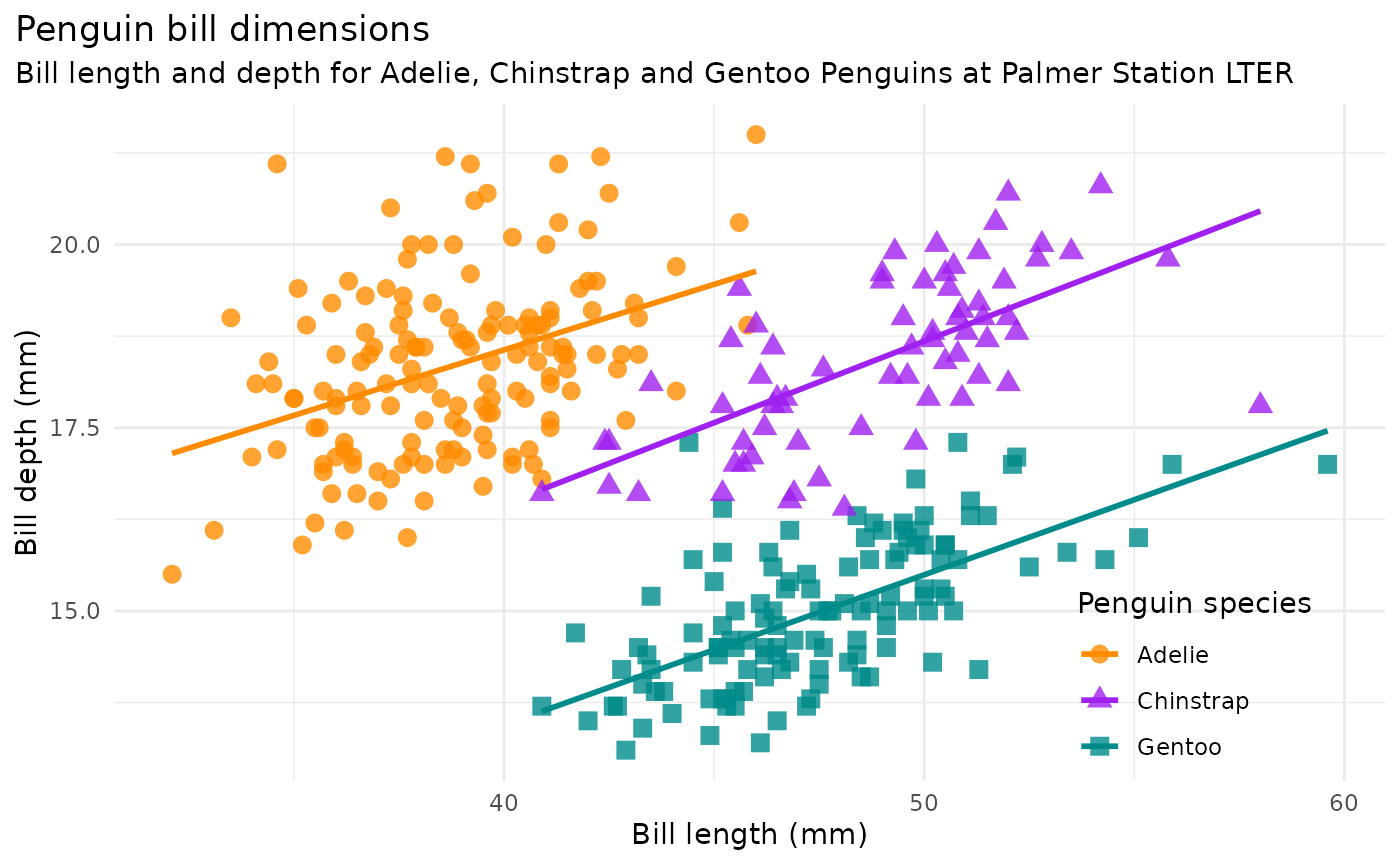 Penguin bill dimensions
Bill length and depth for Adelie, Chinstrap and Gentoo Penguins at Palmer Station LTER
Bill depth (mm)
20.0
17.5
15.0
Penguin species
Adelie
Chinstrap
Gentoo
40
50
60
Bill length (mm)